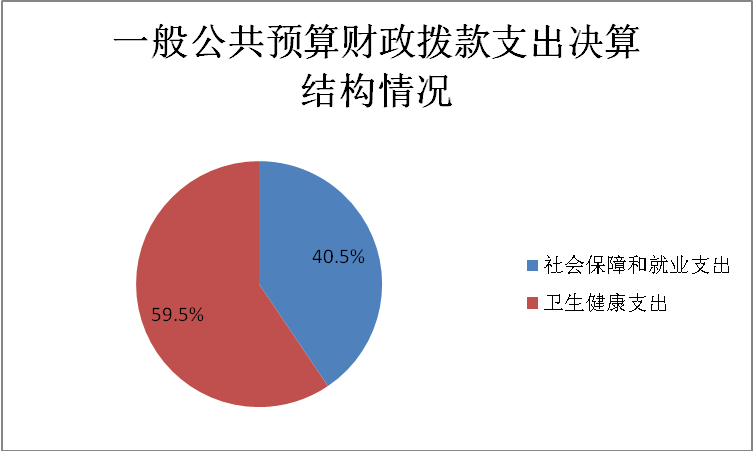 一般公共预算财政拨款支出决算
结构情况
40.5%
59.5%
社会保障和就业支出
卫生健康支出